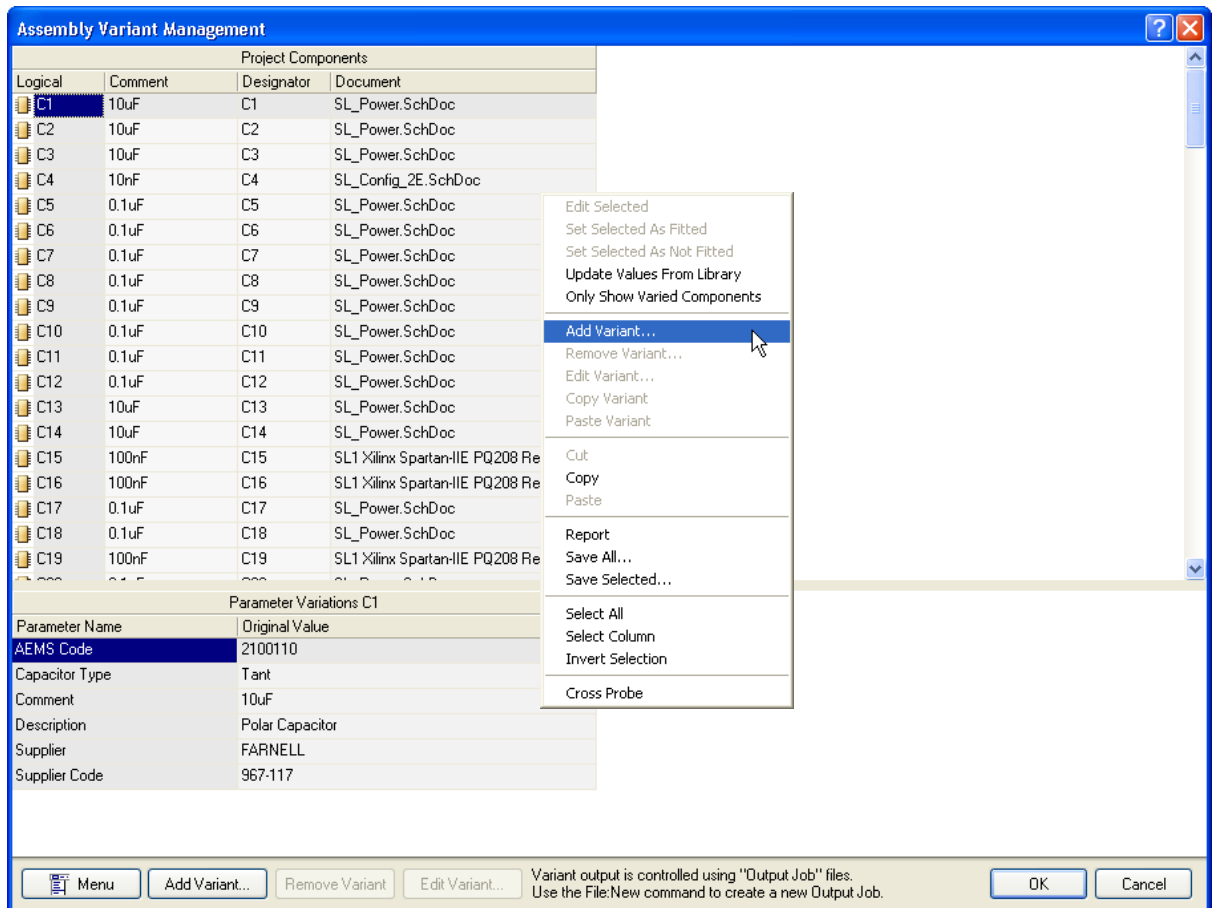 Assembly Variant Management
Project Components
Logical Comment Designator Document
C1 10uF C1 SL_Power.SchDoc
C2 10uF C2 SL_Power.SchDoc
C3 10uF C3 SL_Power.SchDoc
C4 10nF C4 SL_Config_2E.SchDoc
C5 0.1uF C5 SL_Power.SchDoc
C6 0.1uF C6 SL_Power.SchDoc
C7 0.1uF C7 SL_Power.SchDoc
C8 0.1uF C8 SL_Power.SchDoc
C9 0.1uF C9 SL_Power.SchDoc
C10 0.1uF C10 SL_Power.SchDoc
C11 0.1uF C11 SL_Power.SchDoc
C12 0.1uF C12 SL_Power.SchDoc
C13 10uF C13 SL_Power.SchDoc
C14 10uF C14 SL_Power.SchDoc
C15 100nF C15 SL1 Xilinx Spartan-IIE PQ208 Re
C16 100nF C16 SL1 Xilinx Spartan-IIE PQ208 Re
C17 0.1uF C17 SL_Power.SchDoc
C18 0.1uF C18 SL_Power.SchDoc
C19 100nF C19 SL1 Xilinx Spartan-IIE PQ208 Re
Edit Selected
Set Selected As Fitted
Set Selected As Not Fitted
Update Values From Library
Only Show Varied Components
Add Variant...
Remove Variant...
Edit Variant...
Copy Variant
Paste Variant
Cut
Copy
Paste
Report
Save All...
Save Selected...
Select All
Select Column
Invert Selection
Cross Probe
Parameter Variations C1
Parameter Name Original Value
AEMS Code 2100110
Capacitor Type Tant
Comment 10uF
Description Polar Capacitor
Supplier FARNELL
Supplier Code 967-117
Menu Add Variant... Remove Variant Edit Variant...
Variant output is controlled using "Output Job" files.
Use the File:New command to create a new Output Job.
OK Cancel